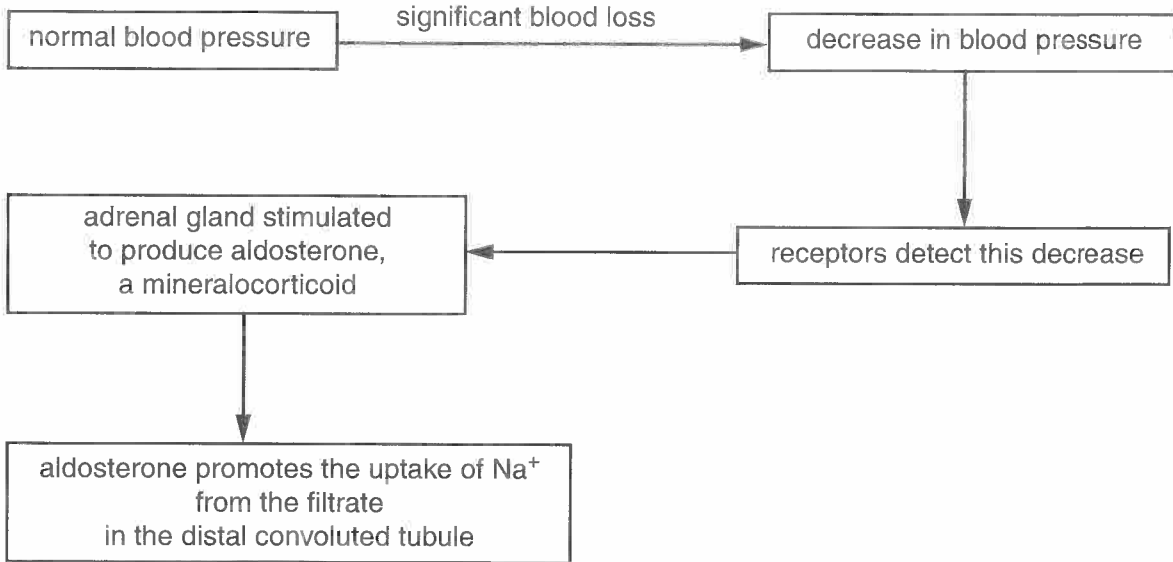 normal blood pressure
significant blood loss
decrease in blood pressure
receptors detect this decrease
adrenal gland stimulated
to produce aldosterone,
a mineralocorticoid
aldosterone promotes the uptake of Na⁺
from the filtrate
in the distal convoluted tubule